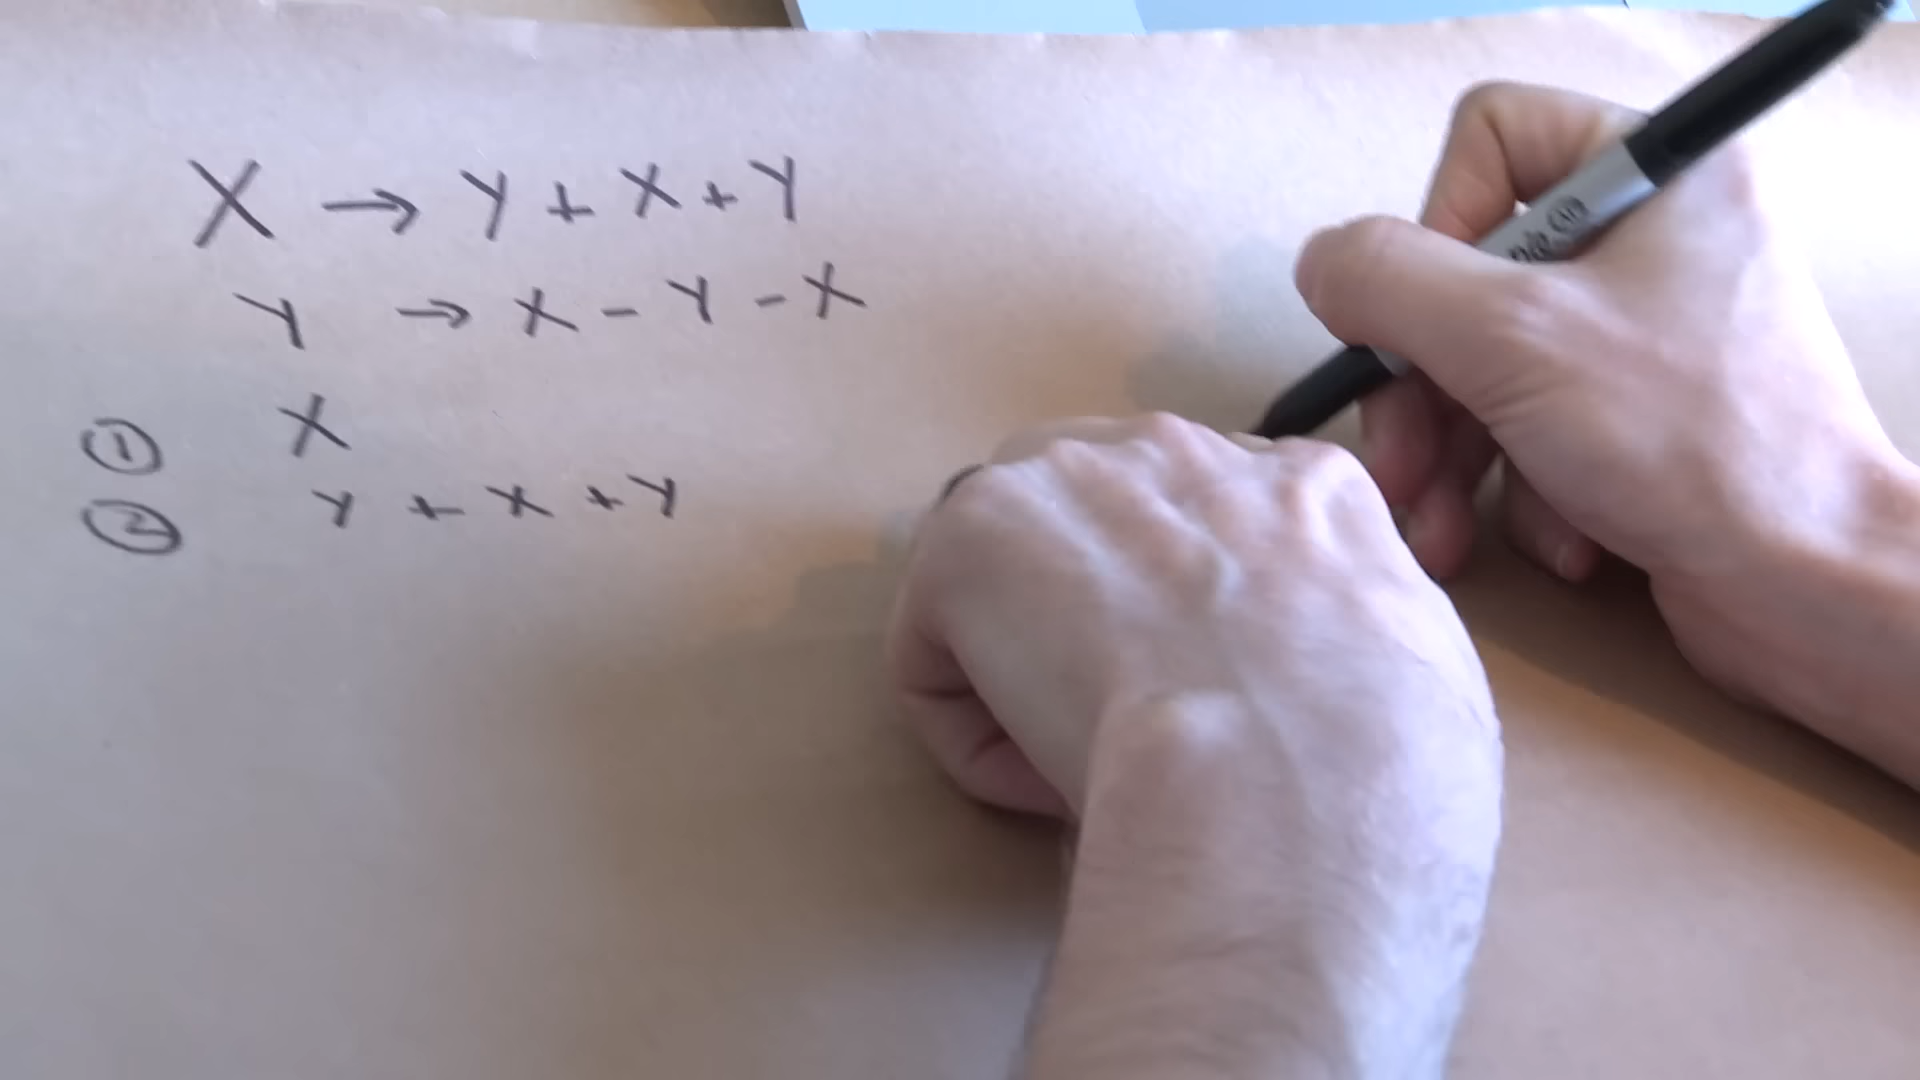 X → Y + X + Y
Y → X - Y - X
① X
② Y + X + Y